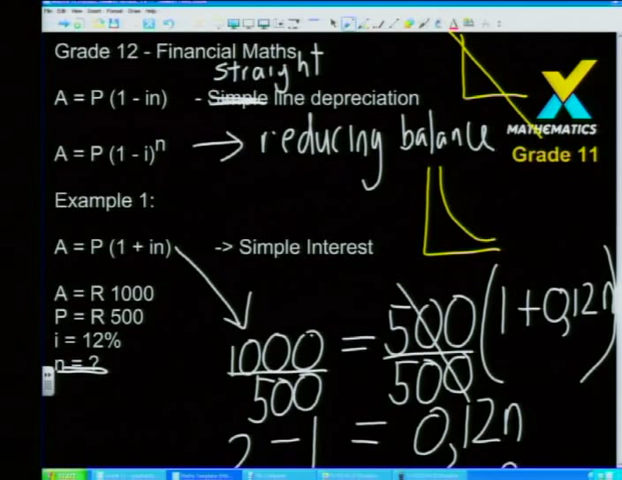 Grade 12 - Financial Maths
straight
A = P (1 - in) - Simple line depreciation
A = P (1 - i)^n → reducing balance
MATHEMATICS
Grade 11
Example 1:
A = P (1 + in) -> Simple Interest
A = R 1000
P = R 500
i = 12%
n = ?
1000/500 = 500/500 (1 + 0,12n)
2 - 1 = 0,12n